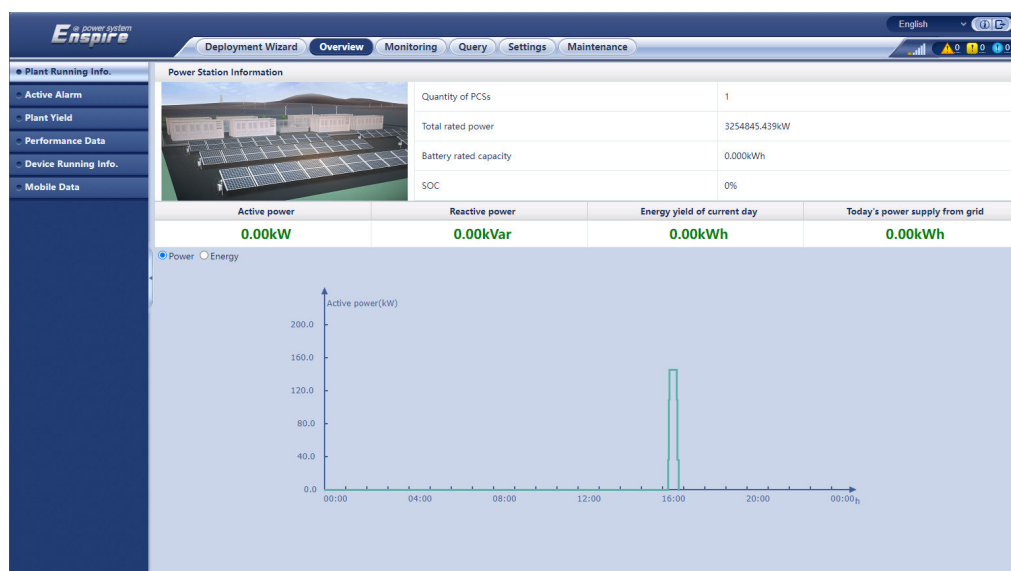 English
@ power system
Enspire
Deployment Wizard Overview Monitoring Query Settings Maintenance
0 0 0
Plant Running Info.
Active Alarm
Plant Yield
Performance Data
Device Running Info.
Mobile Data
Power Station Information
Quantity of PCSs 1
Total rated power 3254845.439kW
Battery rated capacity 0.000kWh
SOC 0%
Active power Reactive power Energy yield of current day Today's power supply from grid
0.00kW 0.00kVar 0.00kWh 0.00kWh
Power Energy
Active power(kW)
200.0
160.0
120.0
80.0
40.0
0.0
00:00 04:00 08:00 12:00 16:00 20:00 00:00 h